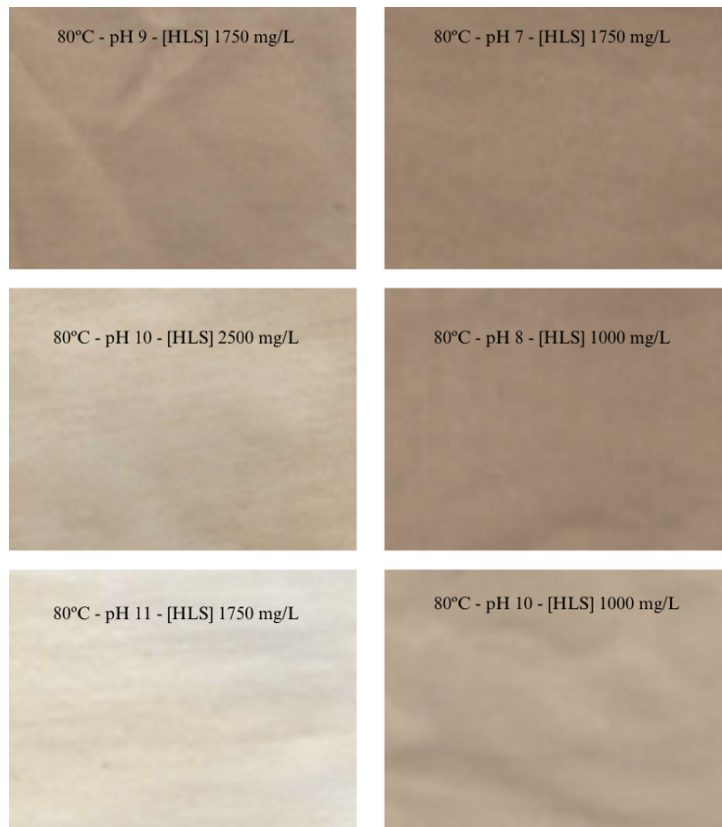 80ºC - pH 9 - [HLS] 1750 mg/L
80ºC - pH 7 - [HLS] 1750 mg/L
80ºC - pH 10 - [HLS] 2500 mg/L
80ºC - pH 8 - [HLS] 1000 mg/L
80ºC - pH 11 - [HLS] 1750 mg/L
80ºC - pH 10 - [HLS] 1000 mg/L